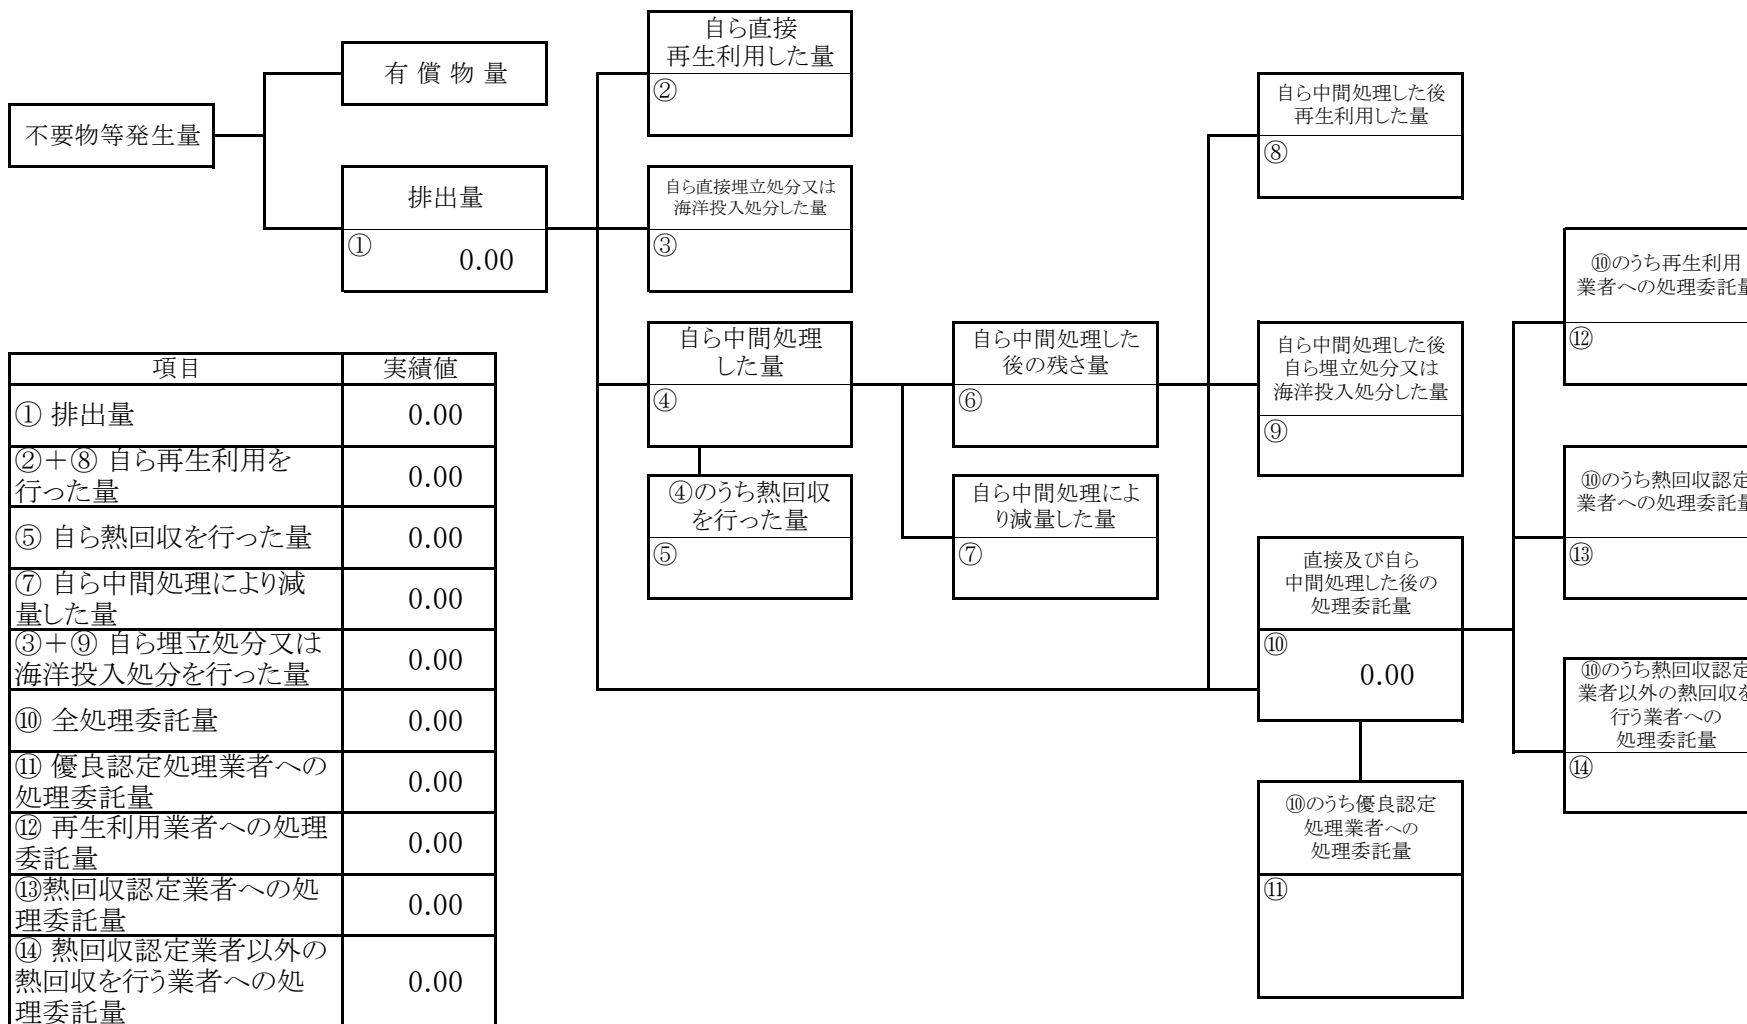 不要物等発生量
有償物量
排出量
① 0.00
自ら直接
再生利用した量
②
自ら直接埋立処分又は
海洋投入処分した量
③
自ら中間処理
した量
④
④のうち熱回収
を行った量
⑤
自ら中間処理した
後の残さ量
⑥
自ら中間処理によ
り減量した量
⑦
自ら中間処理した後
再生利用した量
⑧
自ら中間処理した後
自ら埋立処分又は
海洋投入処分した量
⑨
直接及び自ら
中間処理した後の
処理委託量
⑩
0.00
⑩のうち優良認定
処理業者への
処理委託量
⑪
⑩のうち再生利用
業者への処理委託量
⑫
⑩のうち熱回収認定
業者への処理委託量
⑬
⑩のうち熱回収認定
業者以外の熱回収を
行う業者への
処理委託量
⑭
項目 実績値
① 排出量 0.00
②+⑧ 自ら再生利用を
行った量 0.00
⑤ 自ら熱回収を行った量 0.00
⑦ 自ら中間処理により減
量した量 0.00
③+⑨ 自ら埋立処分又は
海洋投入処分を行った量 0.00
⑩ 全処理委託量 0.00
⑪ 優良認定処理業者への
処理委託量 0.00
⑫ 再生利用業者への処理
委託量 0.00
⑬熱回収認定業者への処
理委託量 0.00
⑭ 熱回収認定業者以外の
熱回収を行う業者への処
理委託量 0.00